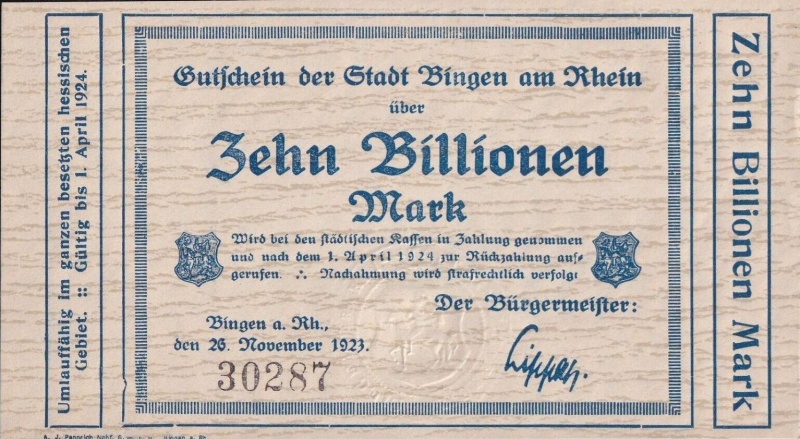 Umlauffähig im ganzen besetzten hessischen
Gebiet. :: Gültig bis 1. April 1924.
Gutschein der Stadt Bingen am Rhein
über
Zehn Billionen
Mark
Wird bei den städtischen Kassen in Zahlung genommen
und nach dem 1. April 1924 zur Rückzahlung auf-
gerufen. ∴ Nachahmung wird strafrechtlich verfolgt
Der Bürgermeister:
Bingen a. Rh.,
den 26. November 1923.
30287
Zehn Billionen Mark
A. J. Pennrich Nchf.